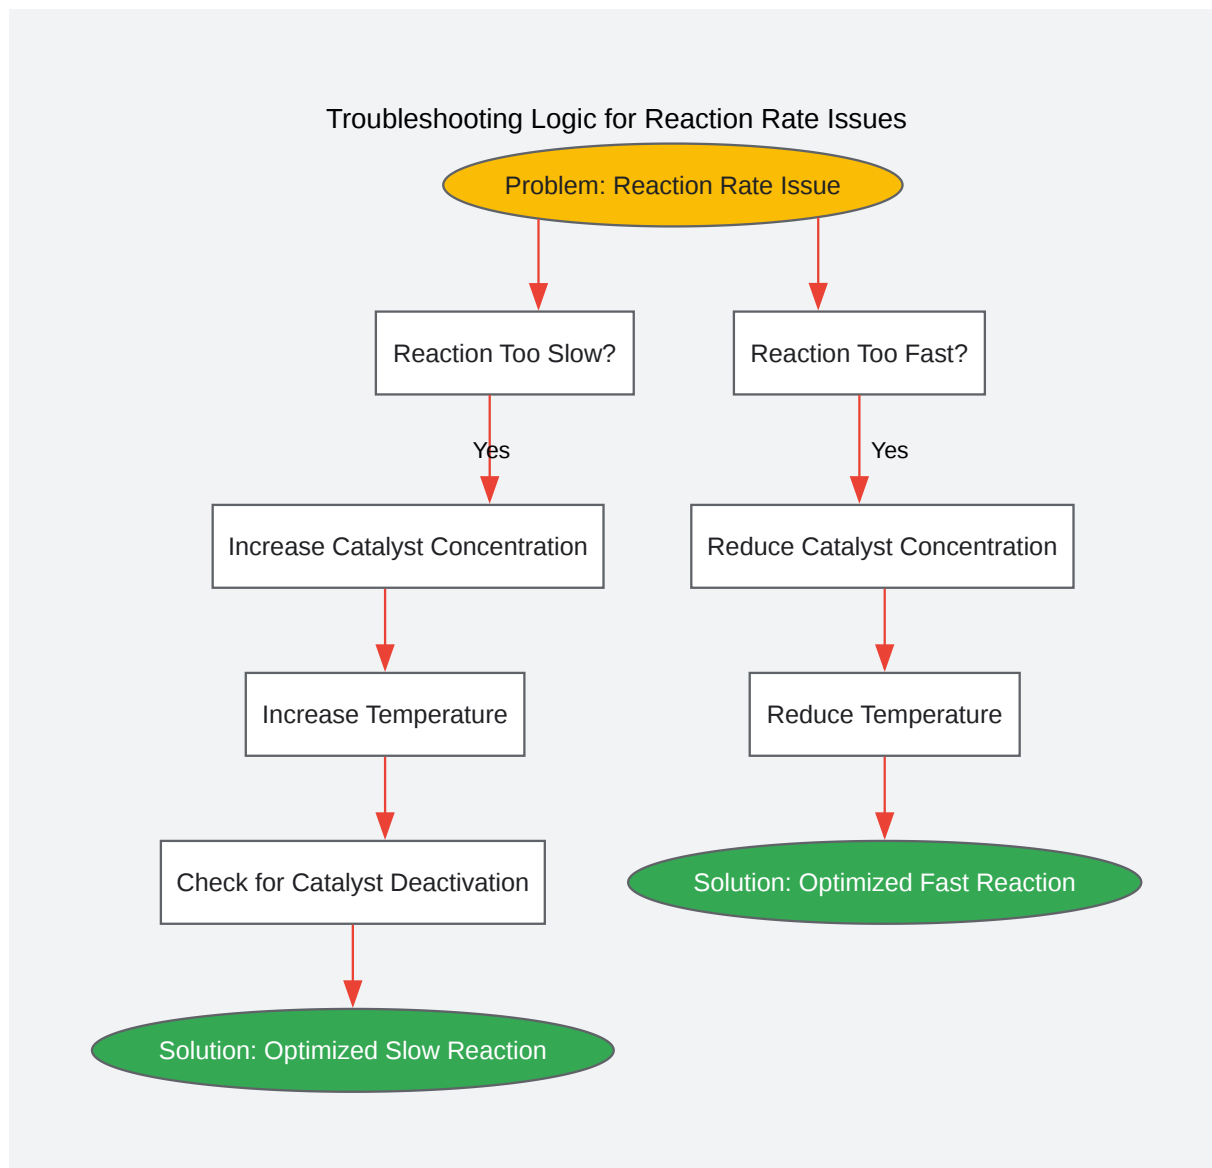 Troubleshooting Logic for Reaction Rate Issues
Problem: Reaction Rate Issue
Reaction Too Slow?
Reaction Too Fast?
Yes
Yes
Increase Catalyst Concentration
Reduce Catalyst Concentration
Increase Temperature
Reduce Temperature
Check for Catalyst Deactivation
Solution: Optimized Fast Reaction
Solution: Optimized Slow Reaction